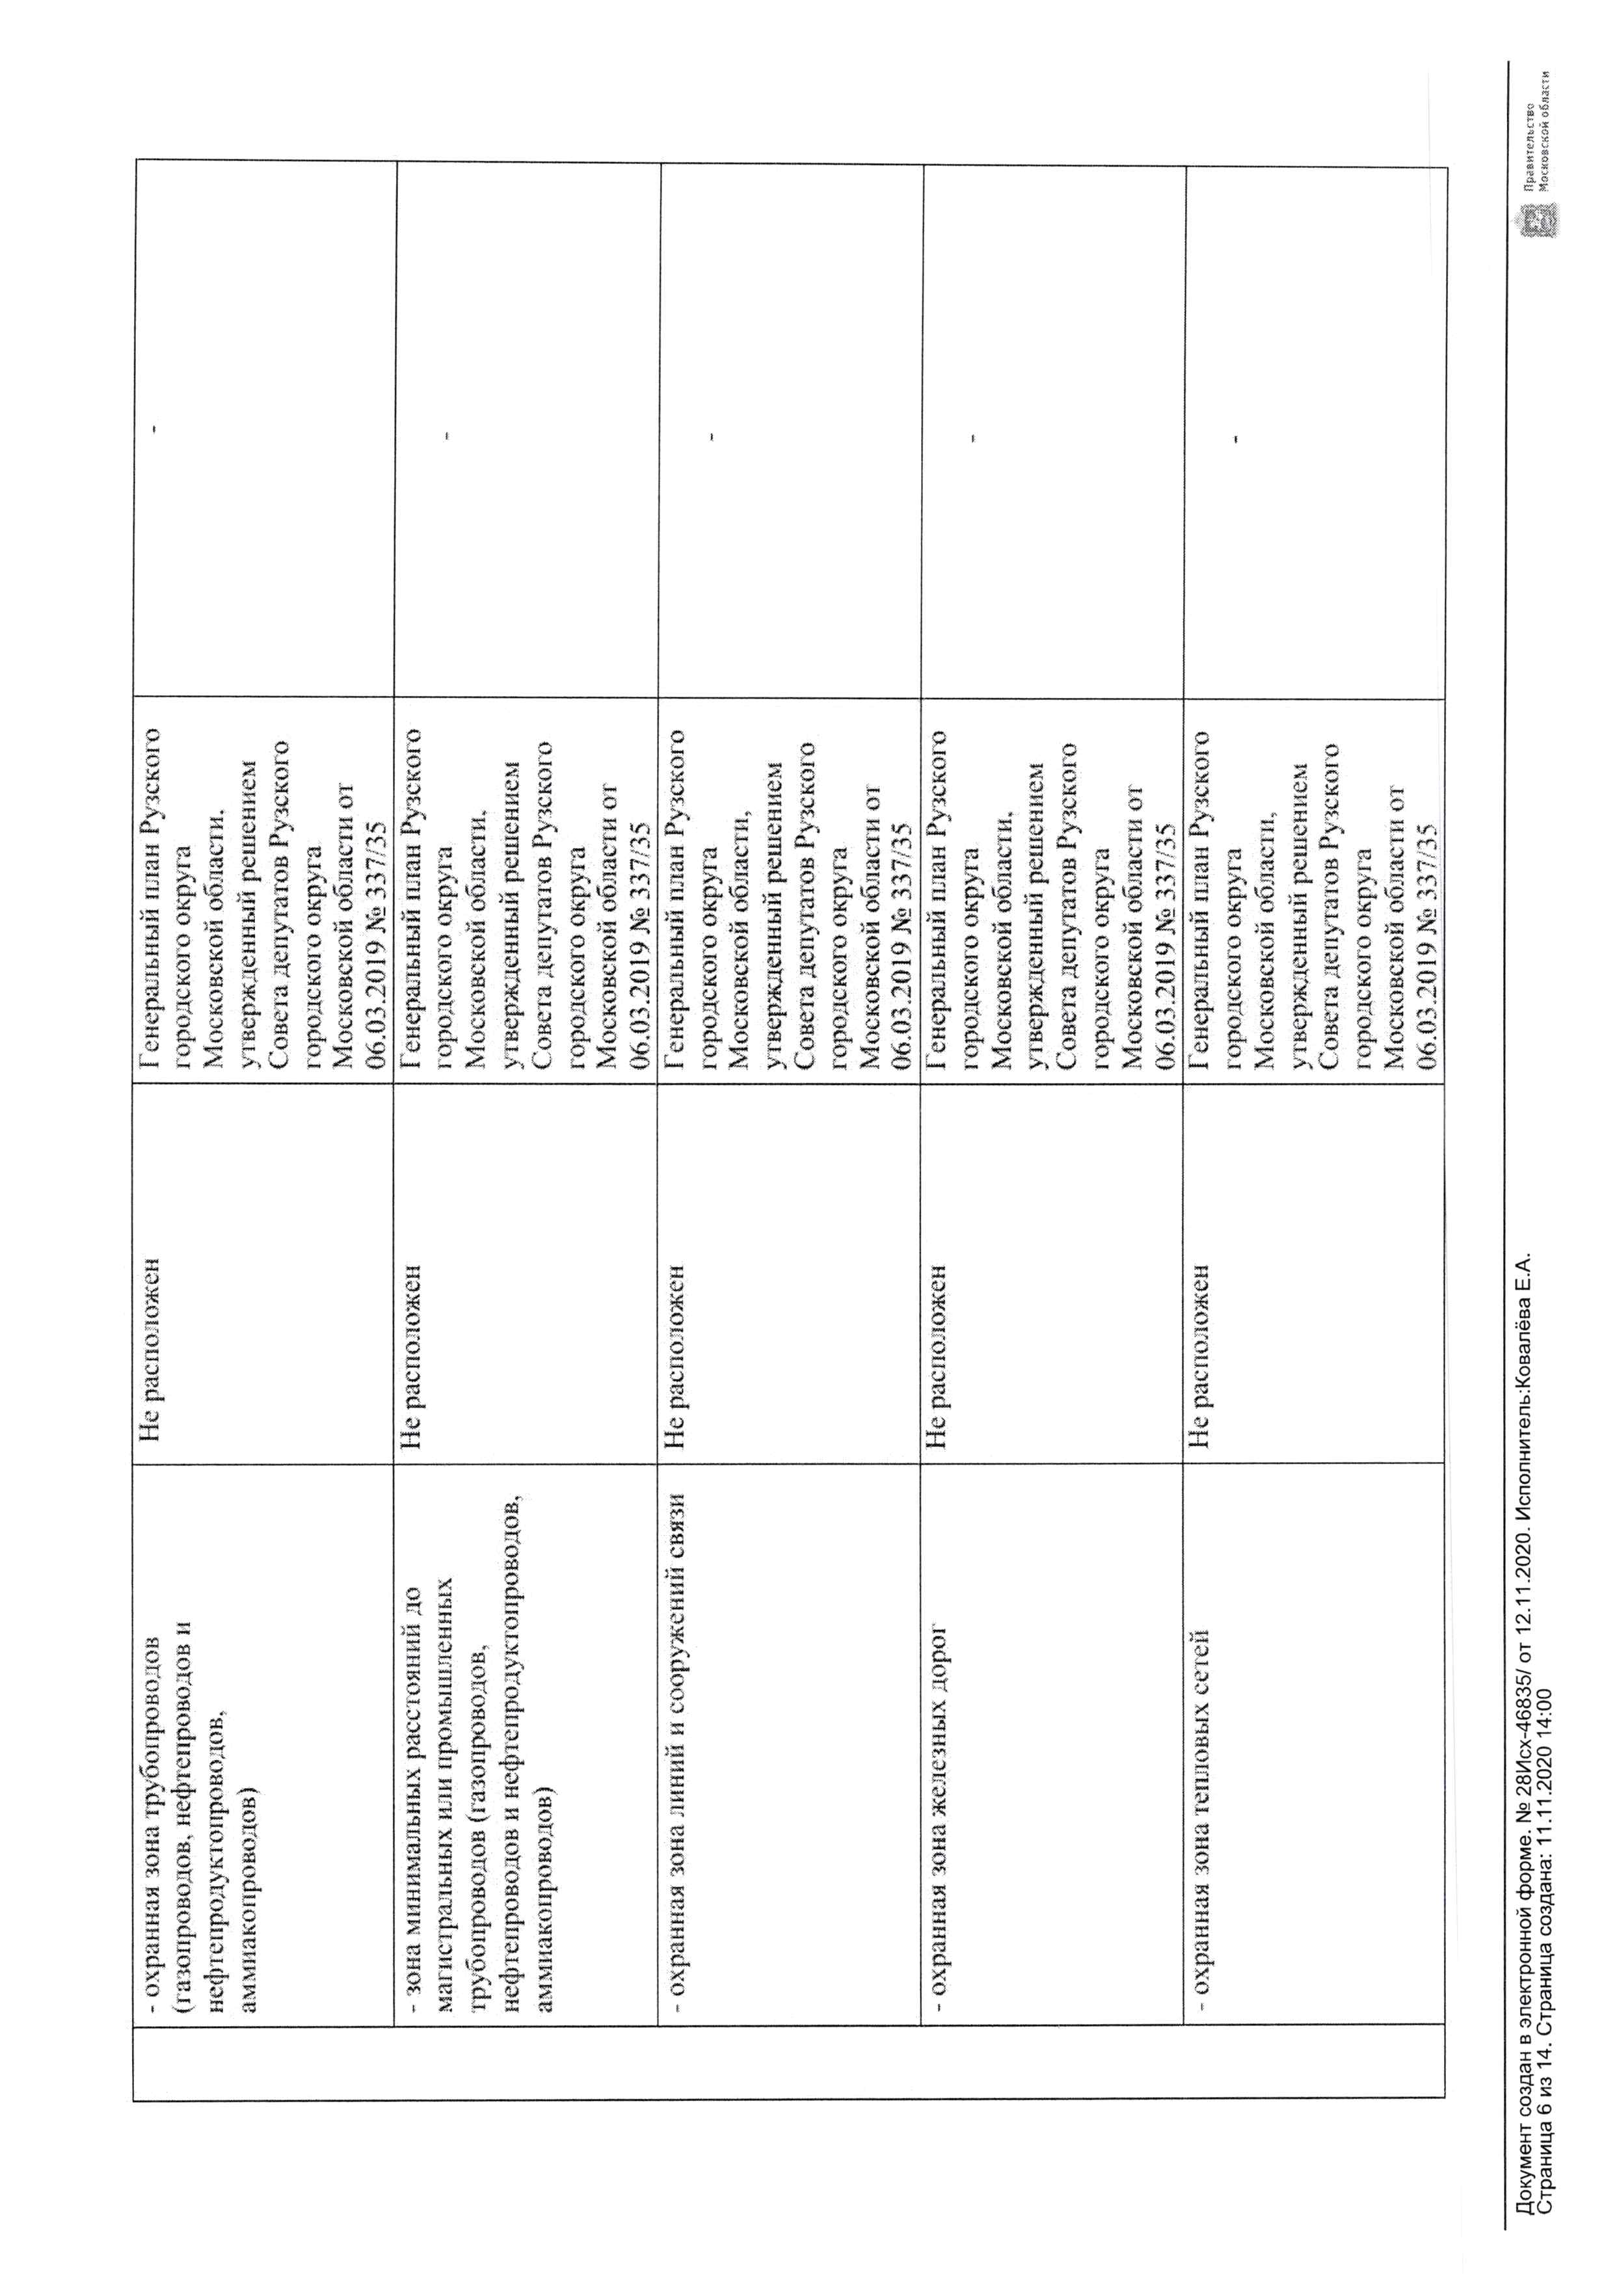 - охранная зона трубопроводов
(газопроводов, нефтепроводов и
нефтепродуктопроводов,
аммиакопроводов)
Не расположен
Генеральный план Рузского
городского округа
Московской области,
утвержденный решением
Совета депутатов Рузского
городского округа
Московской области от
06.03.2019 № 337/35
-
- зона минимальных расстояний до
магистральных или промышленных
трубопроводов (газопроводов,
нефтепроводов и нефтепродуктопроводов,
аммиакопроводов)
Не расположен
Генеральный план Рузского
городского округа
Московской области,
утвержденный решением
Совета депутатов Рузского
городского округа
Московской области от
06.03.2019 № 337/35
-
- охранная зона линий и сооружений связи
Не расположен
Генеральный план Рузского
городского округа
Московской области,
утвержденный решением
Совета депутатов Рузского
городского округа
Московской области от
06.03.2019 № 337/35
-
- охранная зона железных дорог
Не расположен
Генеральный план Рузского
городского округа
Московской области,
утвержденный решением
Совета депутатов Рузского
городского округа
Московской области от
06.03.2019 № 337/35
-
- охранная зона тепловых сетей
Не расположен
Генеральный план Рузского
городского округа
Московской области,
утвержденный решением
Совета депутатов Рузского
городского округа
Московской области от
06.03.2019 № 337/35
-
Документ создан в электронной форме. № 28Исх-46835/ от 12.11.2020. Исполнитель:Ковалёва Е.А.
Страница 6 из 14. Страница создана: 11.11.2020 14:00
Правительство
Московской области